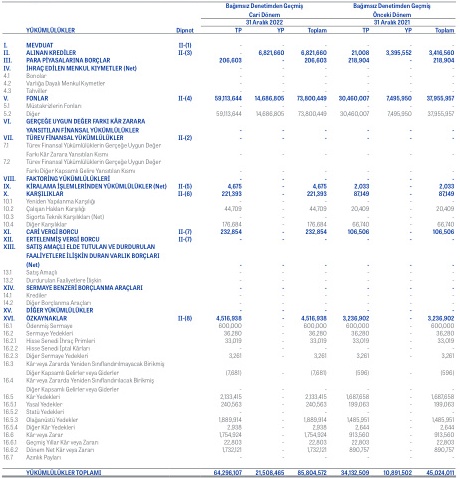 Bağımsız Denetimden Geçmiş Bağımsız Denetimden Geçmiş
Cari Dönem Önceki Dönem
31 Aralık 2022 31 Aralık 2021
YÜKÜMLÜLÜKLER Dipnot TP YP Toplam TP YP Toplam
I. MEVDUAT II-(1) - - - - - -
II. ALINAN KREDİLER II-(3) - 6,821,660 6,821,660 21,008 3,395,552 3,416,560
III. PARA PİYASALARINA BORÇLAR 206,603 - 206,603 218,904 - 218,904
IV. İHRAÇ EDİLEN MENKUL KIYMETLER (Net) - - - - - -
4.1 Bonolar - - - - - -
4.2 Varlığa Dayalı Menkul Kıymetler - - - - - -
4.3 Tahviller - - - - - -
V. FONLAR II-(4) 59,113,644 14,686,805 73,800,449 30,460,007 7,495,950 37,955,957
5.1 Müstakrizlerin Fonları - - - - - -
5.2 Diğer 59,113,644 14,686,805 73,800,449 30,460,007 7,495,950 37,955,957
VI. GERÇEĞE UYGUN DEĞER FARKI KÂR ZARARA
YANSITILAN FİNANSAL YÜKÜMLÜLÜKLER - - - - - -
VII. TÜREV FİNANSAL YÜKÜMLÜLÜKLER II-(2) - - - - - -
7.1 Türev Finansal Yükümlülüklerin Gerçeğe Uygun Değer
Farkı Kâr Zarara Yansıtılan Kısmı - - - - - -
7.2 Türev Finansal Yükümlülüklerin Gerçeğe Uygun Değer
Farkı Diğer Kapsamlı Gelire Yansıtılan Kısmı - - - - - -
VIII. FAKTORİNG YÜKÜMLÜLÜKLERİ - - - - - -
IX. KİRALAMA İŞLEMLERİNDEN YÜKÜMLÜLÜKLER (Net) II-(5) 4,675 - 4,675 2,033 - 2,033
X. KARŞILIKLAR II-(6) 221,393 - 221,393 87,149 - 87,149
10.1 Yeniden Yapılanma Karşılığı - - - - - -
10.2 Çalışan Hakları Karşılığı 44,709 - 44,709 20,409 - 20,409
10.3 Sigorta Teknik Karşılıkları (Net) - - - - - -
10.4 Diğer Karşılıklar 176,684 - 176,684 66,740 - 66,740
XI. CARİ VERGİ BORCU II-(7) 232,854 - 232,854 106,506 - 106,506
XII. ERTELENMİŞ VERGİ BORCU II-(7) - - - - - -
XIII. SATIŞ AMAÇLI ELDE TUTULAN VE DURDURULAN
FAALİYETLERE İLİŞKİN DURAN VARLIK BORÇLARI
(Net) - - - - - -
13.1 Satış Amaçlı - - - - - -
13.2 Durdurulan Faaliyetlere İlişkin - - - - - -
XIV. SERMAYE BENZERİ BORÇLANMA ARAÇLARI - - - - - -
14.1 Krediler - - - - - -
14.2 Diğer Borçlanma Araçları - - - - - -
XV. DİĞER YÜKÜMLÜLÜKLER - - - - - -
XVI. ÖZKAYNAKLAR II-(8) 4,516,938 - 4,516,938 3,236,902 - 3,236,902
16.1 Ödenmiş Sermaye 600,000 - 600,000 600,000 - 600,000
16.2 Sermaye Yedekleri 36,280 - 36,280 36,280 - 36,280
16.2.1 Hisse Senedi İhraç Primleri 33,019 - 33,019 33,019 - 33,019
16.2.2 Hisse Senedi İptal Kârları - - - - - -
16.2.3 Diğer Sermaye Yedekleri 3,261 - 3,261 3,261 - 3,261
16.3 Kâr veya Zararda Yeniden Sınıflandırılmayacak Birikmiş
Diğer Kapsamlı Gelirler veya Giderler (7,681) - (7,681) (596) - (596)
16.4 Kâr veya Zararda Yeniden Sınıflandırılacak Birikmiş
Diğer Kapsamlı Gelirler veya Giderler - - - - - -
16.5 Kâr Yedekleri 2,133,415 - 2,133,415 1,687,658 - 1,687,658
16.5.1 Yasal Yedekler 240,563 - 240,563 199,063 - 199,063
16.5.2 Statü Yedekleri - - - - - -
16.5.3 Olağanüstü Yedekler 1,889,914 - 1,889,914 1,485,951 - 1,485,951
16.5.4 Diğer Kâr Yedekleri 2,938 - 2,938 2,644 - 2,644
16.6 Kâr veya Zarar 1,754,924 - 1,754,924 913,560 - 913,560
16.6.1 Geçmiş Yıllar Kâr veya Zararı 22,803 - 22,803 22,803 - 22,803
16.6.2 Dönem Net Kâr veya Zararı 1,732,121 - 1,732,121 890,757 - 890,757
16.7 Azınlık Payları - - - - - -
YÜKÜMLÜLÜKLER TOPLAMI 64,296,107 21,508,465 85,804,572 34,132,509 10,891,502 45,024,011